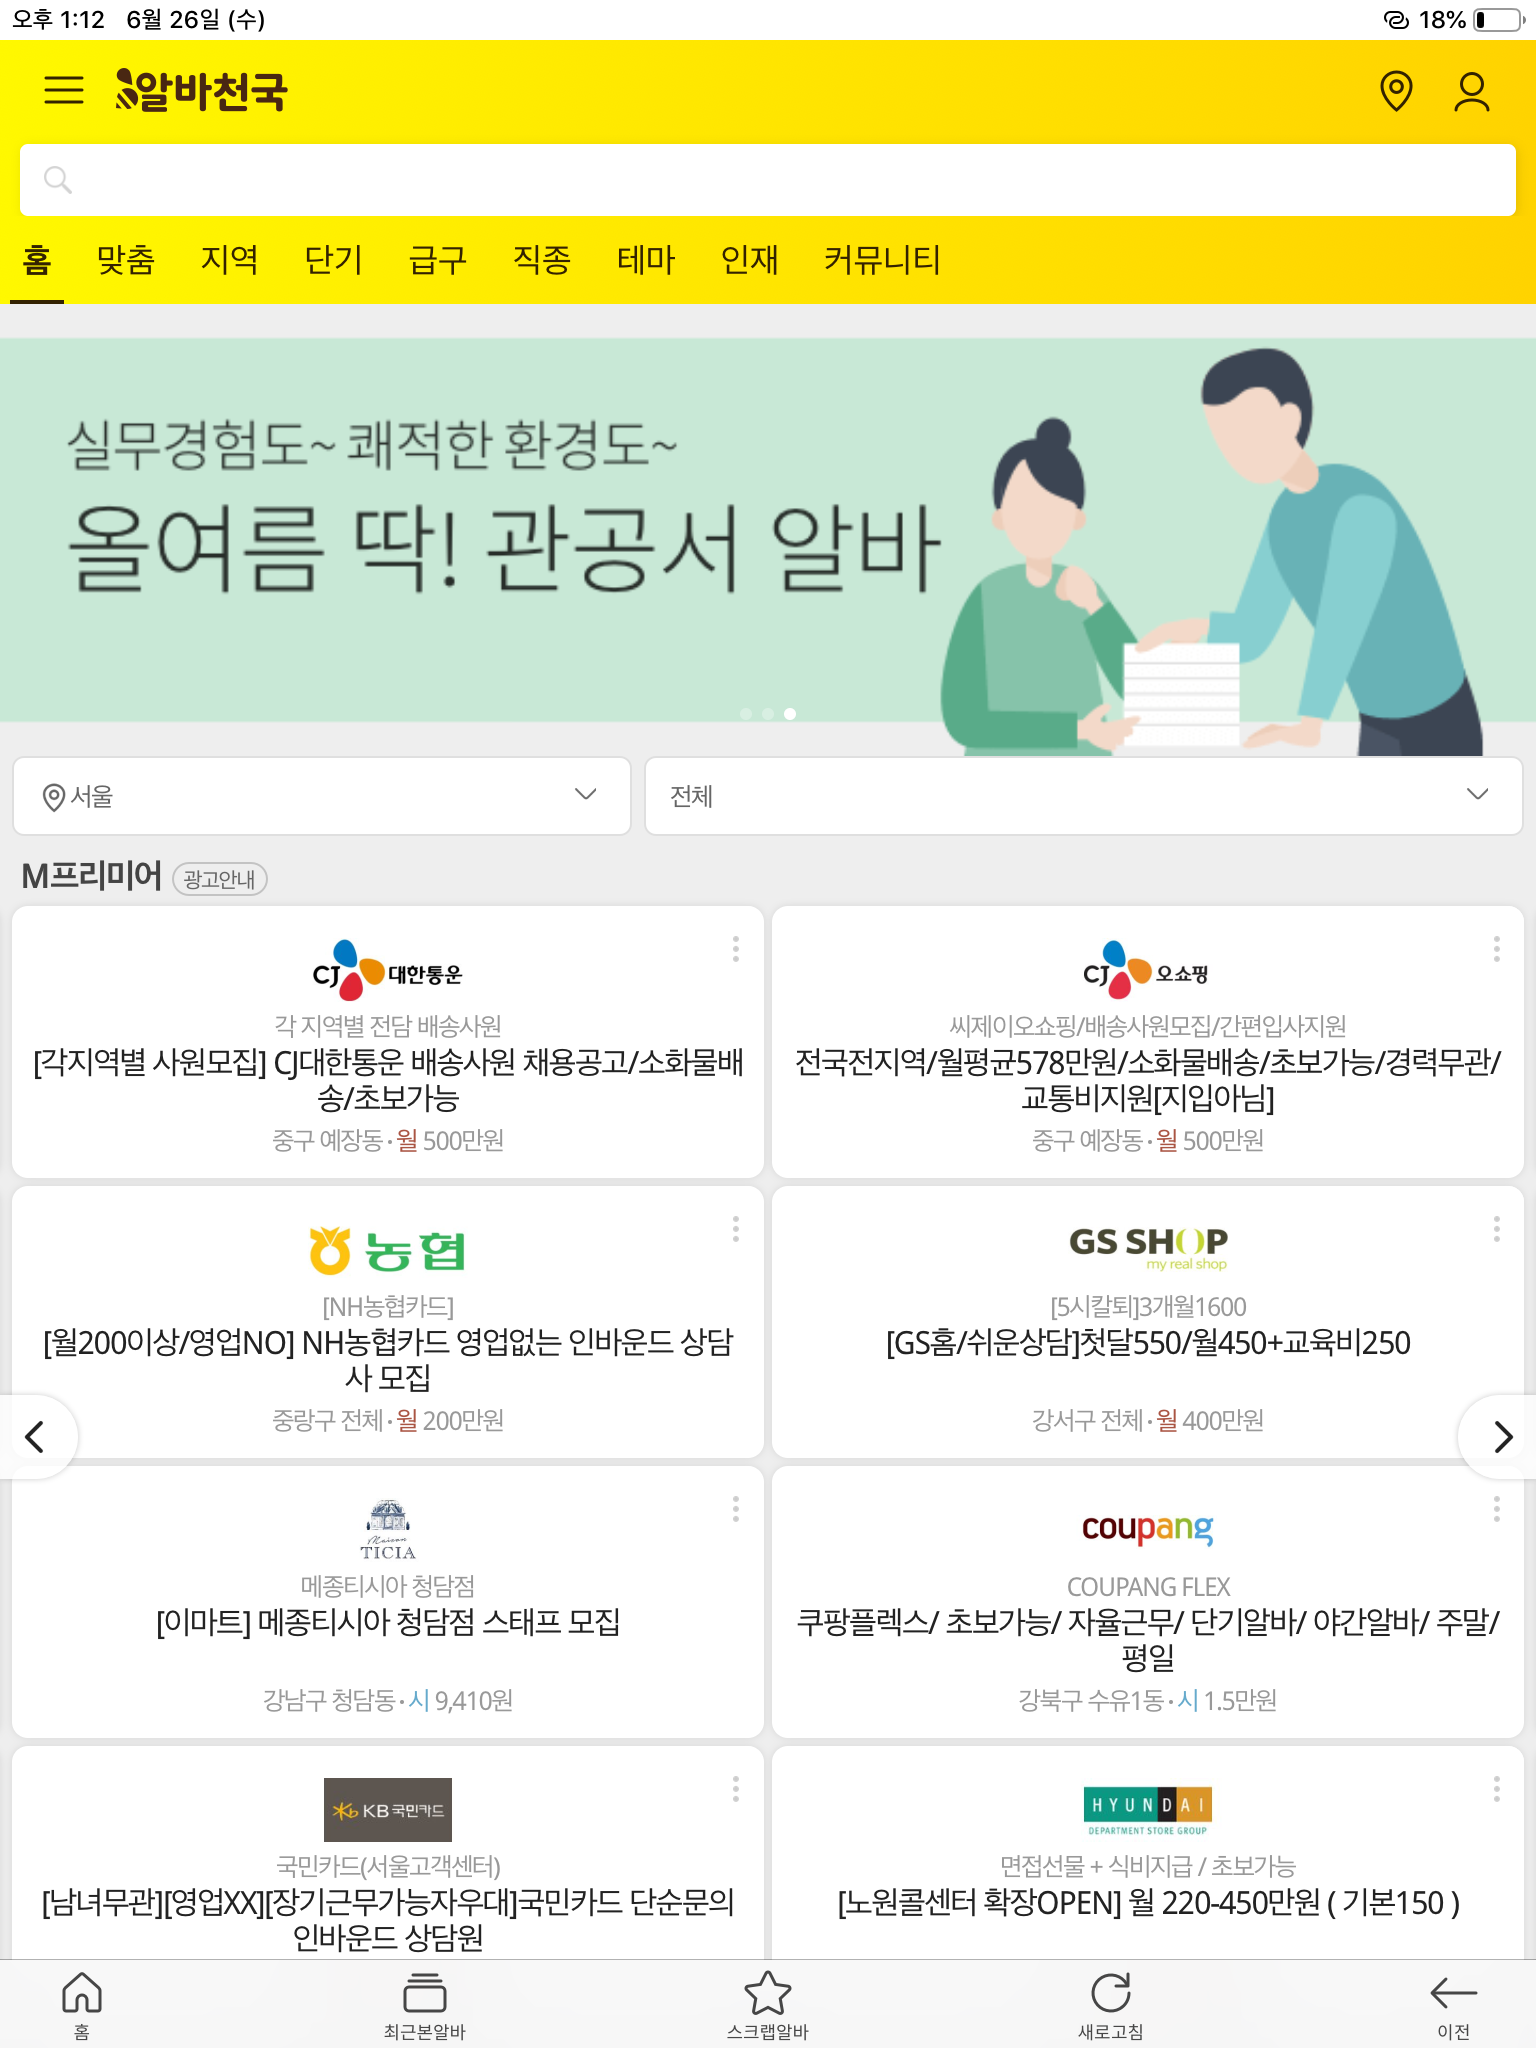 오후 1:12 6월 26일 (수) 18%
알바천국
홈 맞춤 지역 단기 급구 직종 테마 인재 커뮤니티
실무경험도~ 쾌적한 환경도~
올여름 딱! 관공서 알바
서울
전체
M프리미어 광고안내
CJ대한통운
각 지역별 전담 배송사원
[각지역별 사원모집] CJ대한통운 배송사원 채용공고/소화물배
송/초보가능
중구 예장동·월 500만원
CJ오쇼핑
씨제이오쇼핑/배송사원모집/간편입사지원
전국전지역/월평균578만원/소화물배송/초보가능/경력무관/
교통비지원[지입아님]
중구 예장동·월 500만원
농협
[NH농협카드]
[월200이상/영업NO] NH농협카드 영업없는 인바운드 상담
사 모집
중랑구 전체·월 200만원
GS SHOP
my real shop
[5시칼퇴]3개월1600
[GS홈/쉬운상담]첫달550/월450+교육비250
강서구 전체·월 400만원
Maison
TICIA
메종티시아 청담점
[이마트] 메종티시아 청담점 스태프 모집
강남구 청담동·시 9,410원
coupang
COUPANG FLEX
쿠팡플렉스/ 초보가능/ 자율근무/ 단기알바/ 야간알바/ 주말/
평일
강북구 수유1동·시 1.5만원
KB국민카드
국민카드(서울고객센터)
[남녀무관][영업XX][장기근무가능자우대]국민카드 단순문의
인바운드 상담원
HYUNDAI
DEPARTMENT STORE GROUP
면접선물 + 식비지급 / 초보가능
[노원콜센터 확장OPEN] 월 220-450만원 ( 기본150 )
홈 최근본알바 스크랩알바 새로고침 이전